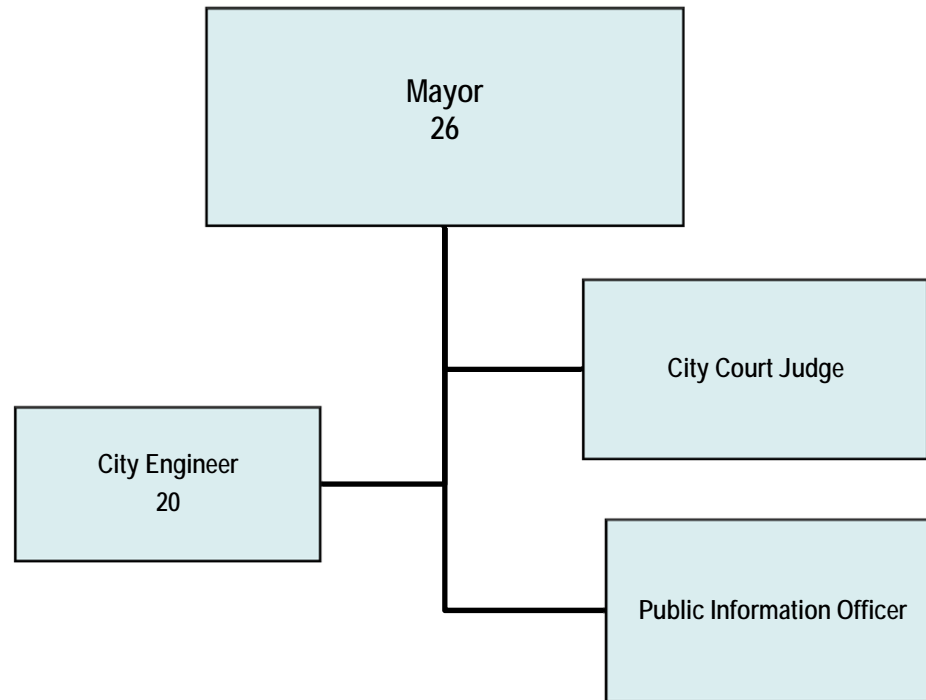 Mayor
26
City Court Judge
City Engineer
20
Public Information Officer